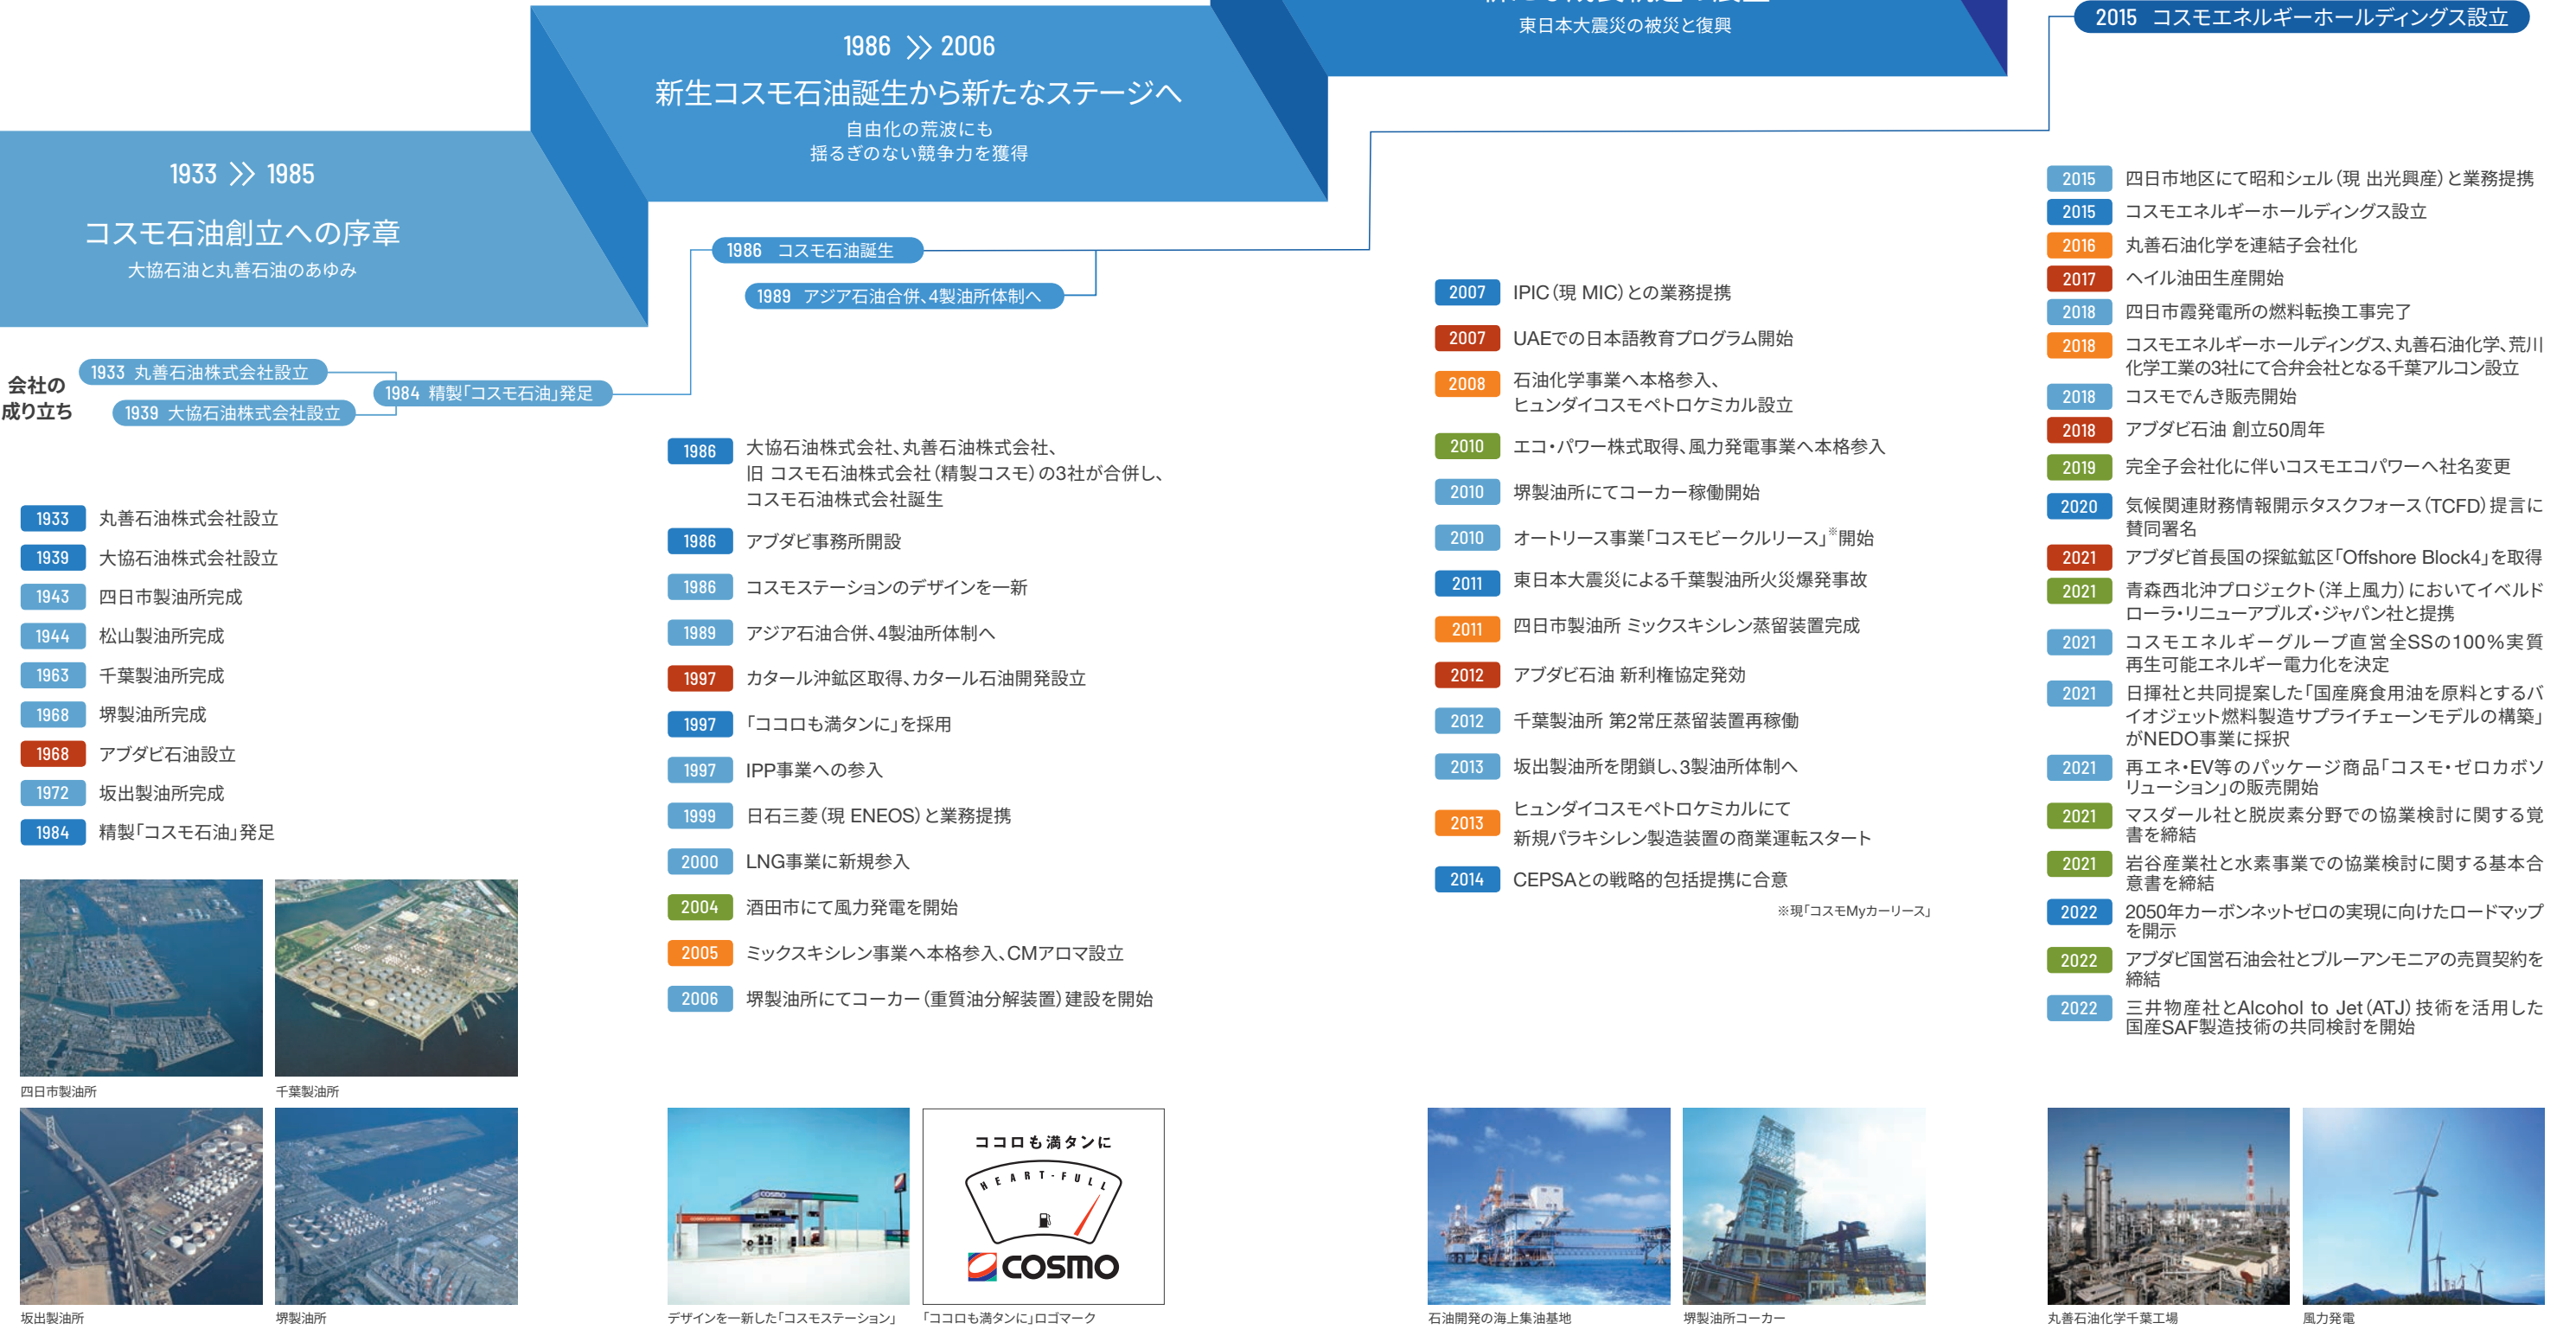 1933 >> 1985
コスモ石油創立への序章
大協石油と丸善石油のあゆみ
1986 >> 2006
新生コスモ石油誕生から新たなステージへ
自由化の荒波にも
揺るぎのない競争力を獲得
東日本大震災の被災と復興
2015 コスモエネルギーホールディングス設立
会社の
成り立ち
1933 丸善石油株式会社設立
1939 大協石油株式会社設立
1984 精製「コスモ石油」発足
1986 コスモ石油誕生
1989 アジア石油合併、4製油所体制へ
1933 丸善石油株式会社設立
1939 大協石油株式会社設立
1943 四日市製油所完成
1944 松山製油所完成
1963 千葉製油所完成
1968 堺製油所完成
1968 アブダビ石油設立
1972 坂出製油所完成
1984 精製「コスモ石油」発足
四日市製油所
千葉製油所
坂出製油所
堺製油所
1986 大協石油株式会社、丸善石油株式会社、
旧 コスモ石油株式会社（精製コスモ）の3社が合併し、
コスモ石油株式会社誕生
1986 アブダビ事務所開設
1986 コスモステーションのデザインを一新
1989 アジア石油合併、4製油所体制へ
1997 カタール沖鉱区取得、カタール石油開発設立
1997 「ココロも満タンに」を採用
1997 IPP事業への参入
1999 日石三菱（現 ENEOS）と業務提携
2000 LNG事業に新規参入
2004 酒田市にて風力発電を開始
2005 ミックスキシレン事業へ本格参入、CMアロマ設立
2006 堺製油所にてコーカー（重質油分解装置）建設を開始
COSMO
デザインを一新した「コスモステーション」
ココロも満タンに
HEART-FULL
COSMO
「ココロも満タンに」ロゴマーク
2007 IPIC（現 MIC）との業務提携
2007 UAEでの日本語教育プログラム開始
2008 石油化学事業へ本格参入、
ヒュンダイコスモペトロケミカル設立
2010 エコ・パワー株式取得、風力発電事業へ本格参入
2010 堺製油所にてコーカー稼働開始
2010 オートリース事業「コスモビークルリース」※開始
2011 東日本大震災による千葉製油所火災爆発事故
2011 四日市製油所 ミックスキシレン蒸留装置完成
2012 アブダビ石油 新利権協定発効
2012 千葉製油所 第2常圧蒸留装置再稼働
2013 坂出製油所を閉鎖し、3製油所体制へ
2013 ヒュンダイコスモペトロケミカルにて
新規パラキシレン製造装置の商業運転スタート
2014 CEPSAとの戦略的包括提携に合意
※現「コスモMyカーリース」
石油開発の海上集油基地
堺製油所コーカー
2015 四日市地区にて昭和シェル（現 出光興産）と業務提携
2015 コスモエネルギーホールディングス設立
2016 丸善石油化学を連結子会社化
2017 ヘイル油田生産開始
2018 四日市霞発電所の燃料転換工事完了
2018 コスモエネルギーホールディングス、丸善石油化学、荒川
化学工業の3社にて合弁会社となる千葉アルコン設立
2018 コスモでんき販売開始
2018 アブダビ石油 創立50周年
2019 完全子会社化に伴いコスモエコパワーへ社名変更
2020 気候関連財務情報開示タスクフォース（TCFD）提言に
賛同署名
2021 アブダビ首長国の探鉱鉱区「Offshore Block4」を取得
2021 青森西北沖プロジェクト（洋上風力）においてイベルド
ローラ・リニューアブルズ・ジャパン社と提携
2021 コスモエネルギーグループ直営全SSの100%実質
再生可能エネルギー電力化を決定
2021 日揮社と共同提案した「国産廃食用油を原料とするバ
イオジェット燃料製造サプライチェーンモデルの構築」
がNEDO事業に採択
2021 再エネ・EV等のパッケージ商品「コスモ・ゼロカボソ
リューション」の販売開始
2021 マスダール社と脱炭素分野での協業検討に関する覚
書を締結
2021 岩谷産業社と水素事業での協業検討に関する基本合
意書を締結
2022 2050年カーボンネットゼロの実現に向けたロードマップ
を開示
2022 アブダビ国営石油会社とブルーアンモニアの売買契約を
締結
2022 三井物産社とAlcohol to Jet（ATJ）技術を活用した
国産SAF製造技術の共同検討を開始
丸善石油化学千葉工場
風力発電